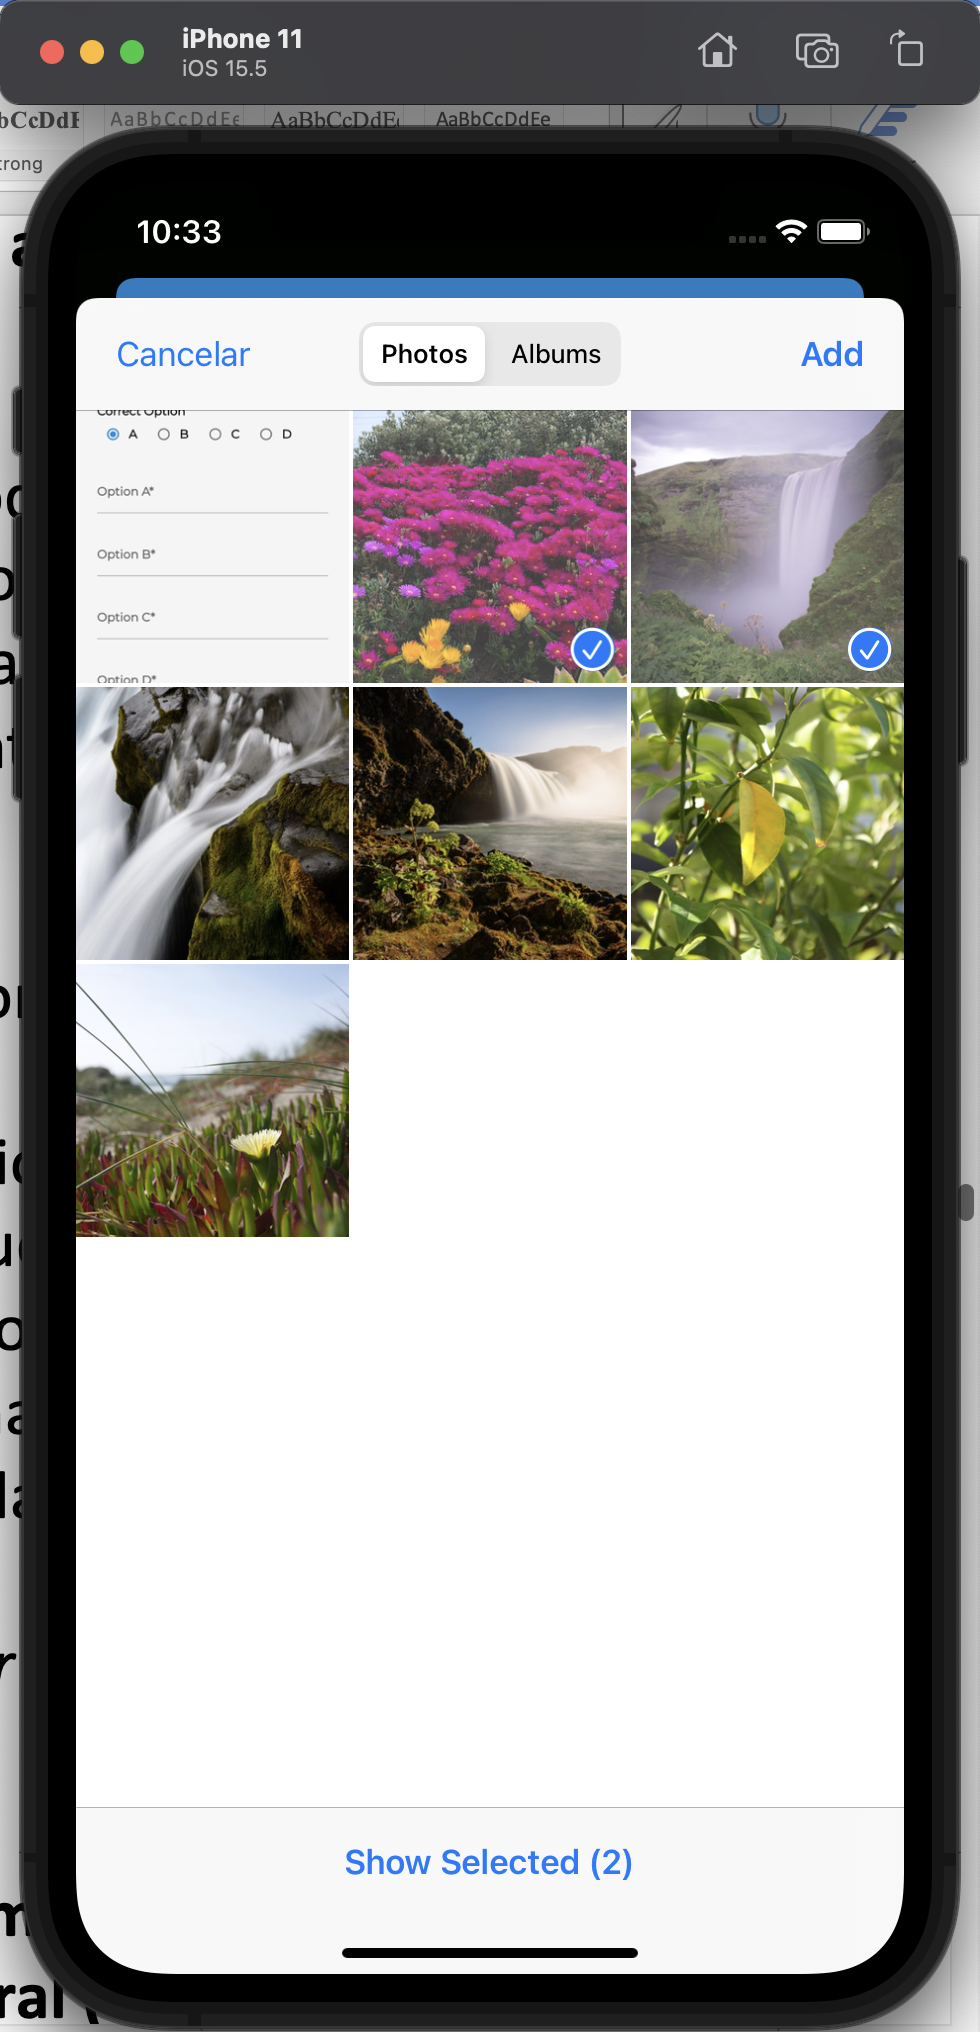 iPhone 11
iOS 15.5
AaBbCcDdEe
AaBbCcDdEe
10:33
Cancelar
Photos
Albums
Add
Correct Option
A B C D
Option A*
Option B*
Option C*
Option D*
Show Selected (2)